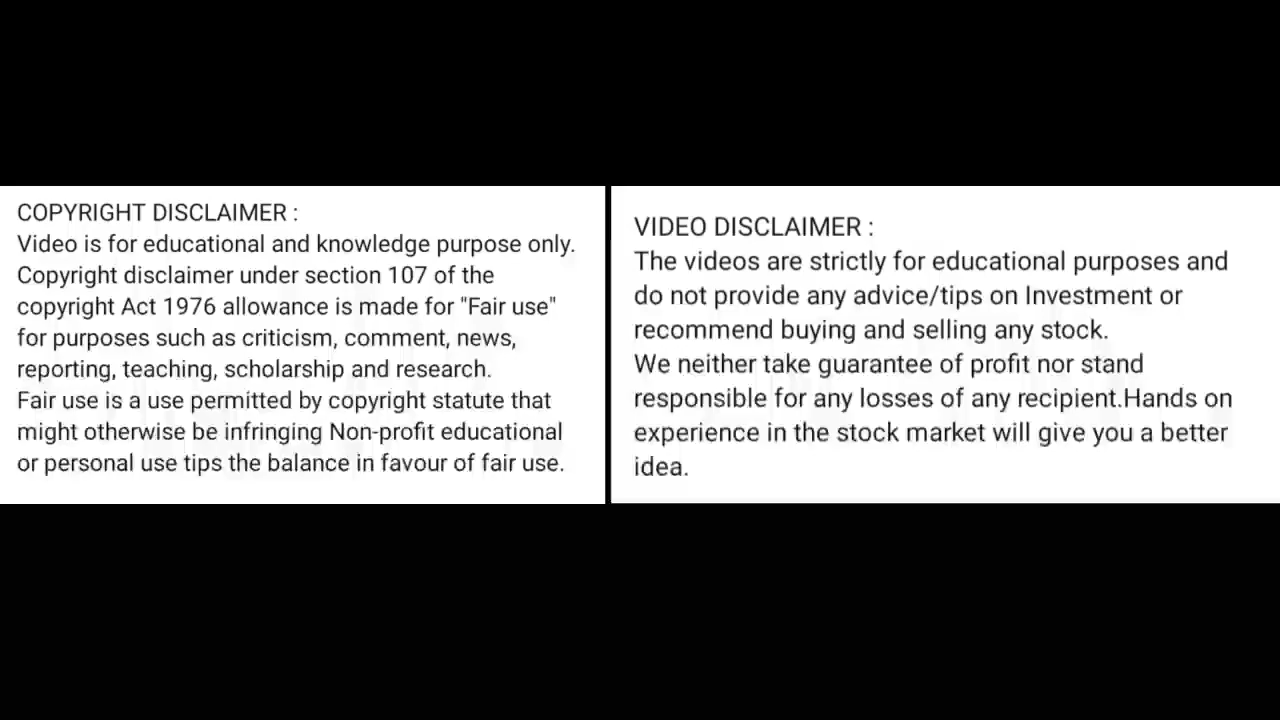 COPYRIGHT DISCLAIMER :
Video is for educational and knowledge purpose only.
Copyright disclaimer under section 107 of the
copyright Act 1976 allowance is made for "Fair use"
for purposes such as criticism, comment, news,
reporting, teaching, scholarship and research.
Fair use is a use permitted by copyright statute that
might otherwise be infringing Non-profit educational
or personal use tips the balance in favour of fair use.
VIDEO DISCLAIMER :
The videos are strictly for educational purposes and
do not provide any advice/tips on Investment or
recommend buying and selling any stock.
We neither take guarantee of profit nor stand
responsible for any losses of any recipient.Hands on
experience in the stock market will give you a better
idea.